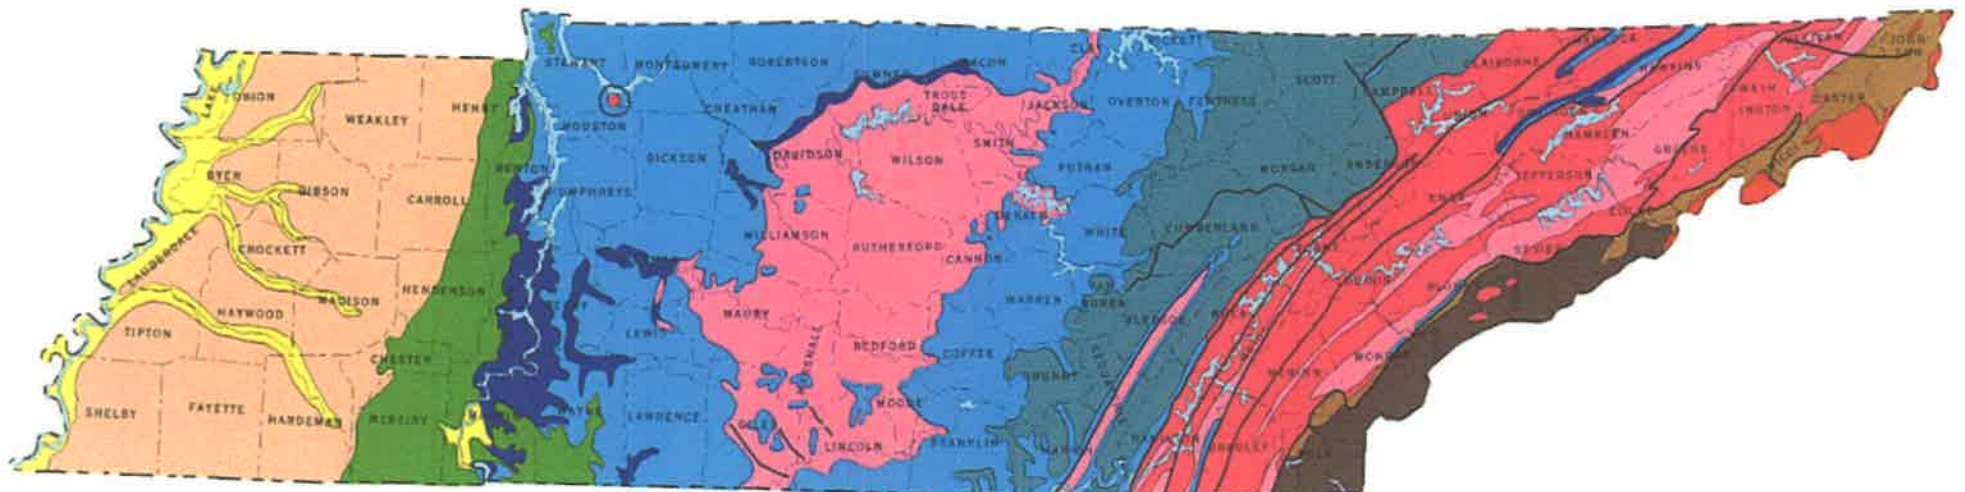 LAKE
OBION
WEAKLEY
HENRY
STEWART
MONTGOMERY
ROBERTSON
SUMNER
MACON
CLAY
PICKETT
SCOTT
CAMPBELL
CLAIBORNE
HANCOCK
HAWKINS
SULLIVAN
JOHNSON
CARTER
WASHINGTON
DYER
GIBSON
CARROLL
BENTON
HOUSTON
HUMPHREYS
DICKSON
CHEATHAM
DAVIDSON
WILSON
TROUSDALE
SMITH
JACKSON
OVERTON
FENTRESS
PUTNAM
MORGAN
ANDERSON
UNION
HAMBLEN
GREENE
JEFFERSON
KNOX
COCKE
SEVIER
LAUDERDALE
CROCKETT
MADISON
HENDERSON
HAYWOOD
TIPTON
PERRY
LEWIS
WILLIAMSON
RUTHERFORD
CANNON
DEKALB
WHITE
CUMBERLAND
ROANE
LOUDON
BLOUNT
MAURY
MARSHALL
BEDFORD
COFFEE
WARREN
VAN BUREN
BLEDSOE
RHEA
MEIGS
MONROE
MCMINN
SHELBY
FAYETTE
HARDEMAN
CHESTER
MCNAIRY
WAYNE
LAWRENCE
GILES
LINCOLN
MOORE
FRANKLIN
GRUNDY
SEQUATCHIE
MARION
HAMILTON
BRADLEY
POLK